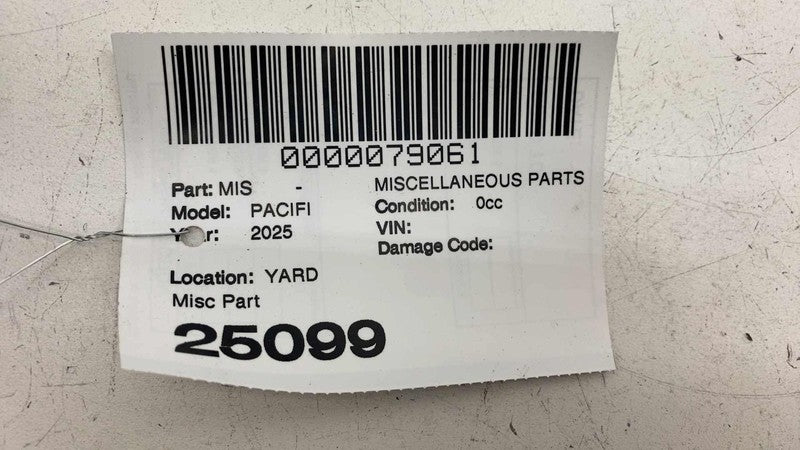 0000079061
Part: MIS - MISCELLANEOUS PARTS
Model: PACIFI Condition: 0cc
Year: 2025 VIN:
Damage Code:
Location: YARD
Misc Part
25099